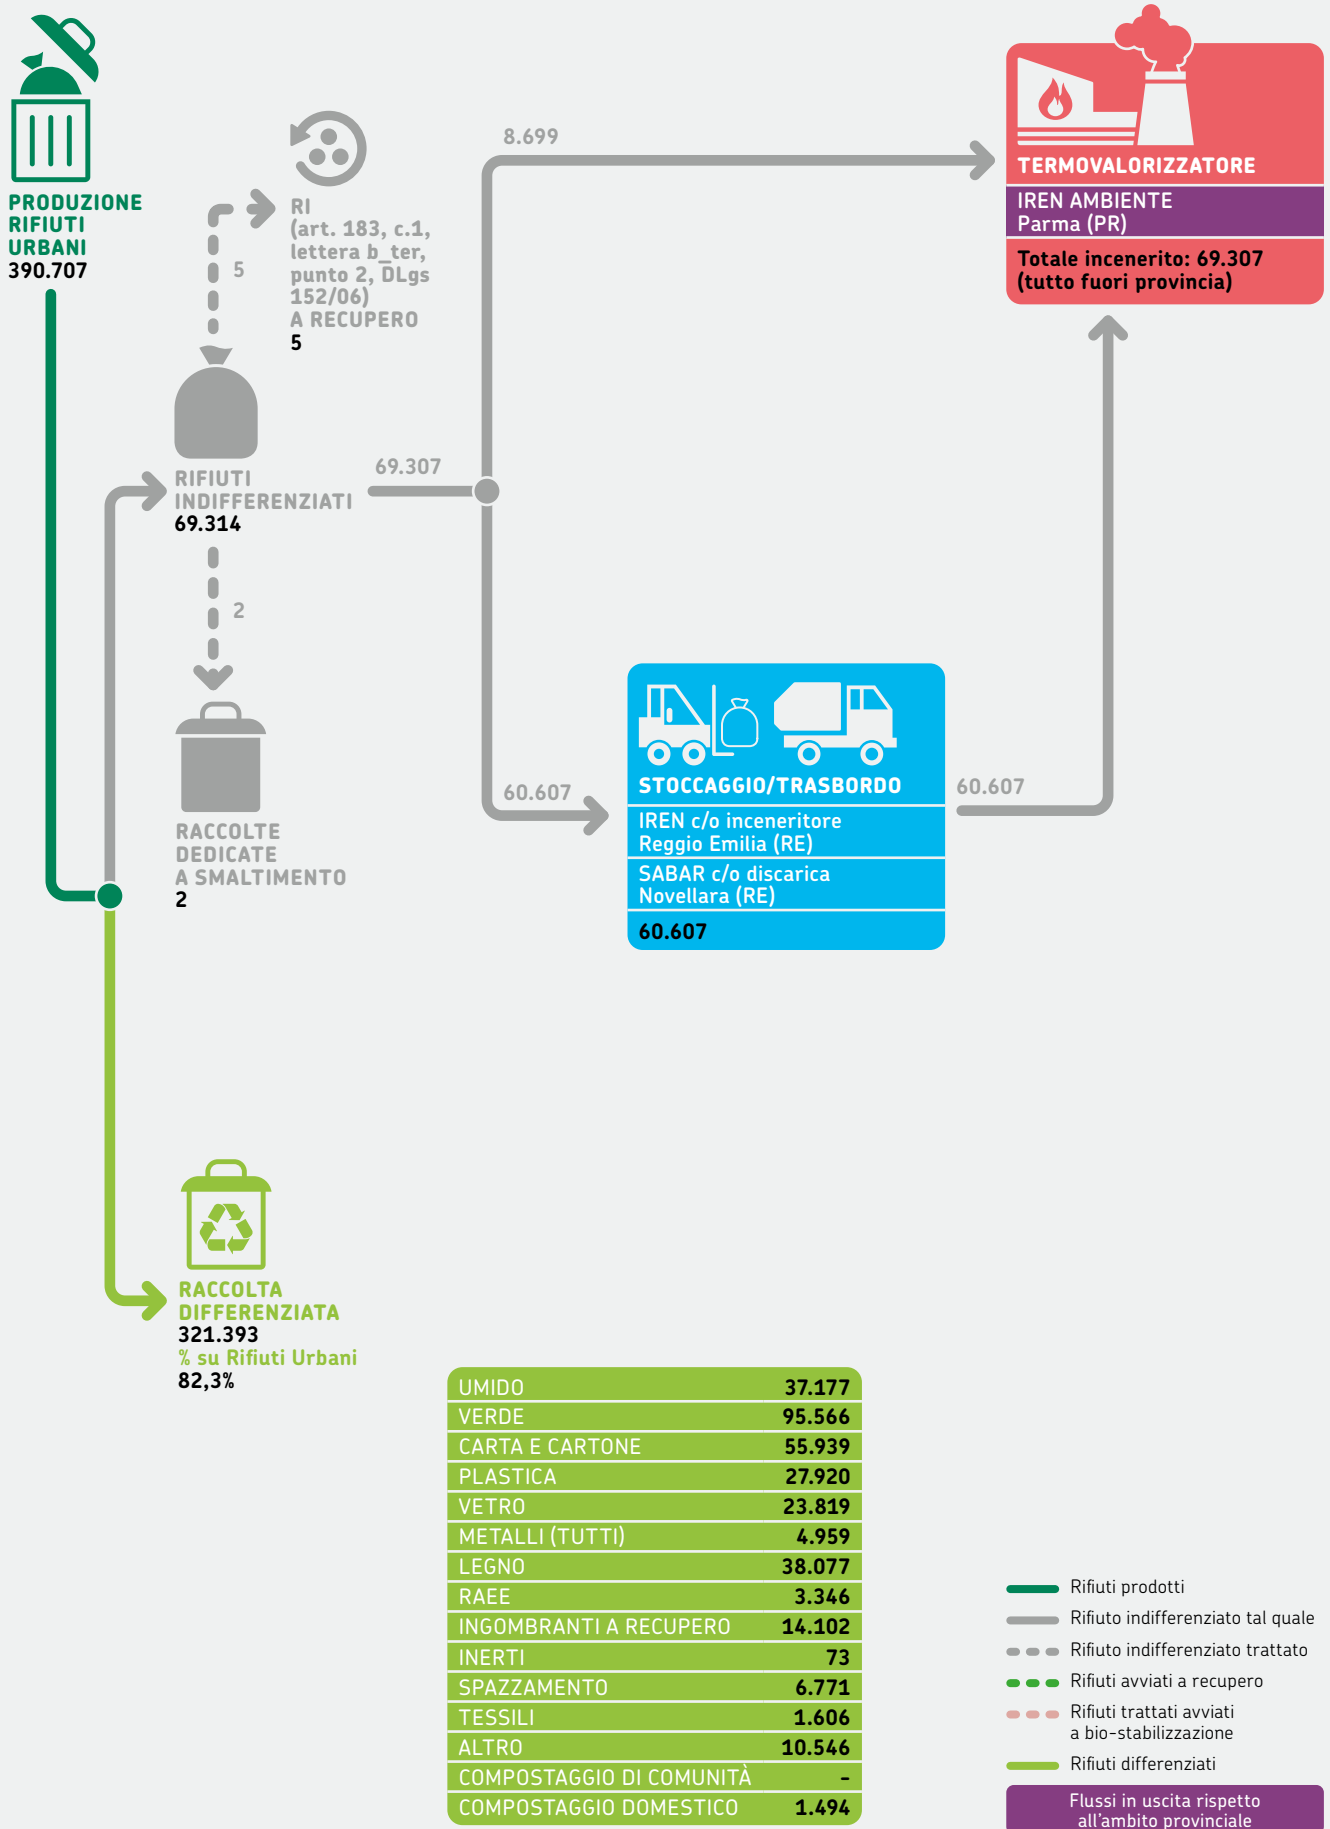 PRODUZIONE
RIFIUTI
URBANI
390.707
5
RI
(art. 183, c.1,
lettera b_ter,
punto 2, DLgs
152/06)
A RECUPERO
5
8.699
TERMOVALORIZZATORE
IREN AMBIENTE
Parma (PR)
Totale incenerito: 69.307
(tutto fuori provincia)
RIFIUTI
INDIFFERENZIATI
69.314
69.307
2
RACCOLTE
DEDICATE
A SMALTIMENTO
2
60.607
STOCCAGGIO/TRASBORDO
IREN c/o inceneritore
Reggio Emilia (RE)
SABAR c/o discarica
Novellara (RE)
60.607
60.607
RACCOLTA
DIFFERENZIATA
321.393
% su Rifiuti Urbani
82,3%
UMIDO 37.177
VERDE 95.566
CARTA E CARTONE 55.939
PLASTICA 27.920
VETRO 23.819
METALLI (TUTTI) 4.959
LEGNO 38.077
RAEE 3.346
INGOMBRANTI A RECUPERO 14.102
INERTI 73
SPAZZAMENTO 6.771
TESSILI 1.606
ALTRO 10.546
COMPOSTAGGIO DI COMUNITÀ -
COMPOSTAGGIO DOMESTICO 1.494
Rifiuti prodotti
Rifiuto indifferenziato tal quale
Rifiuto indifferenziato trattato
Rifiuti avviati a recupero
Rifiuti trattati avviati
a bio-stabilizzazione
Rifiuti differenziati
Flussi in uscita rispetto
all'ambito provinciale